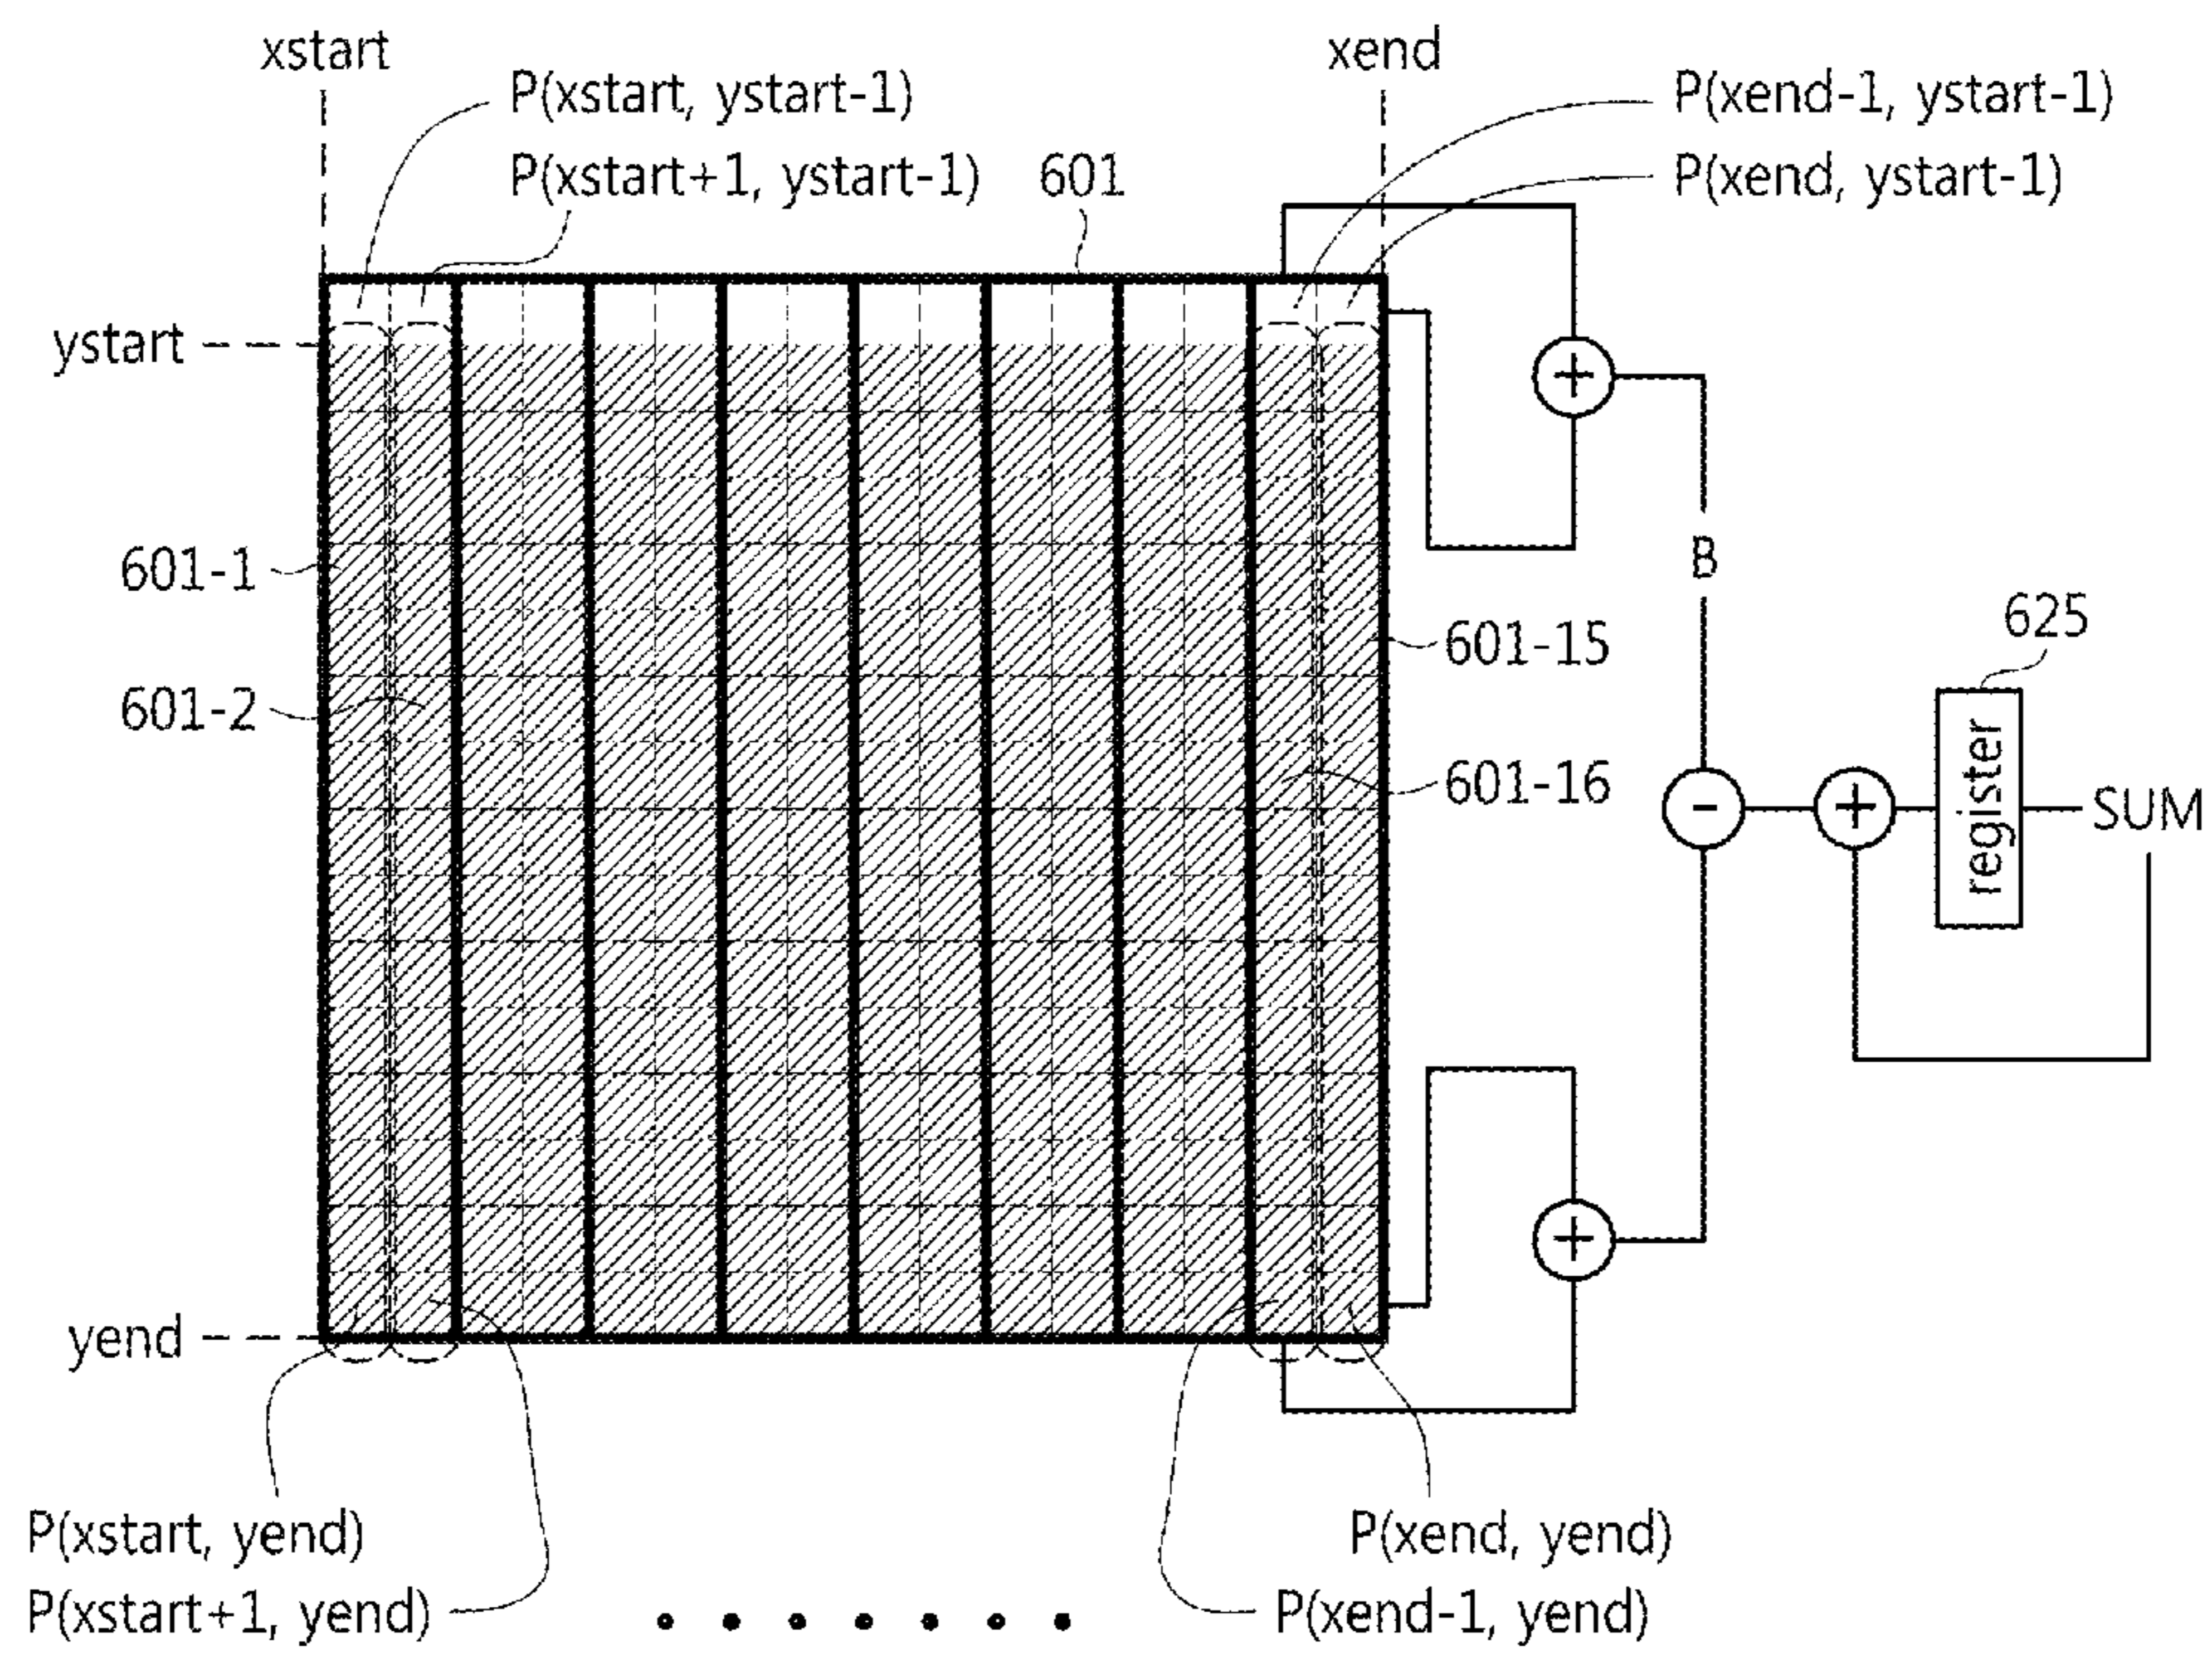 xstart
xend
P(xstart, ystart-1)
P(xend-1, ystart-1)
P(xstart+1, ystart-1)
601
P(xend, ystart-1)
ystart
+
B
601-1
625
601-15
601-2
601-16
-
+
register
SUM
+
yend
P(xstart, yend)
P(xend, yend)
P(xstart+1, yend)
P(xend-1, yend)